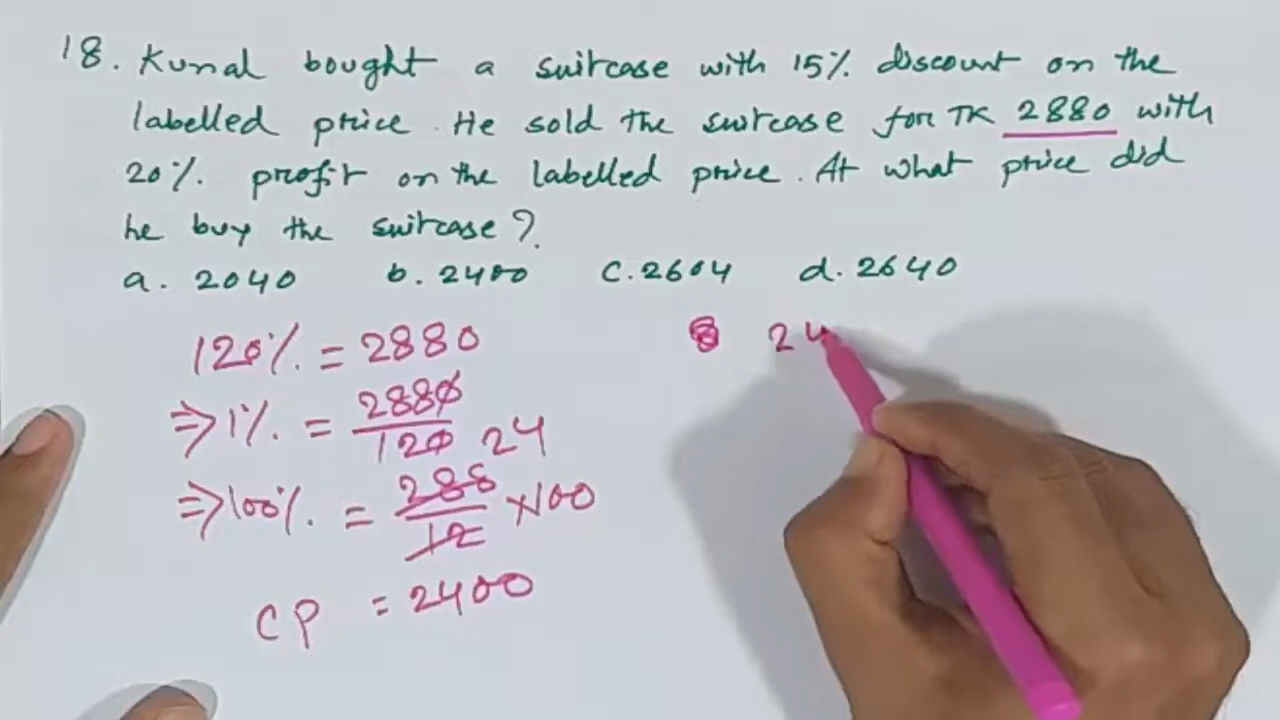 18. Kunal bought a suitcase with 15% discount on the
labelled price. He sold the suitcase for TK 2880 with
20% profit on the labelled price. At what price did
he buy the suitcase?
a. 2040 b. 2400 c. 2604 d. 2640
120% = 2880
⇒ 1% = 2880/120
⇒ 100% = 288/12 × 100
24
CP = 2400
24